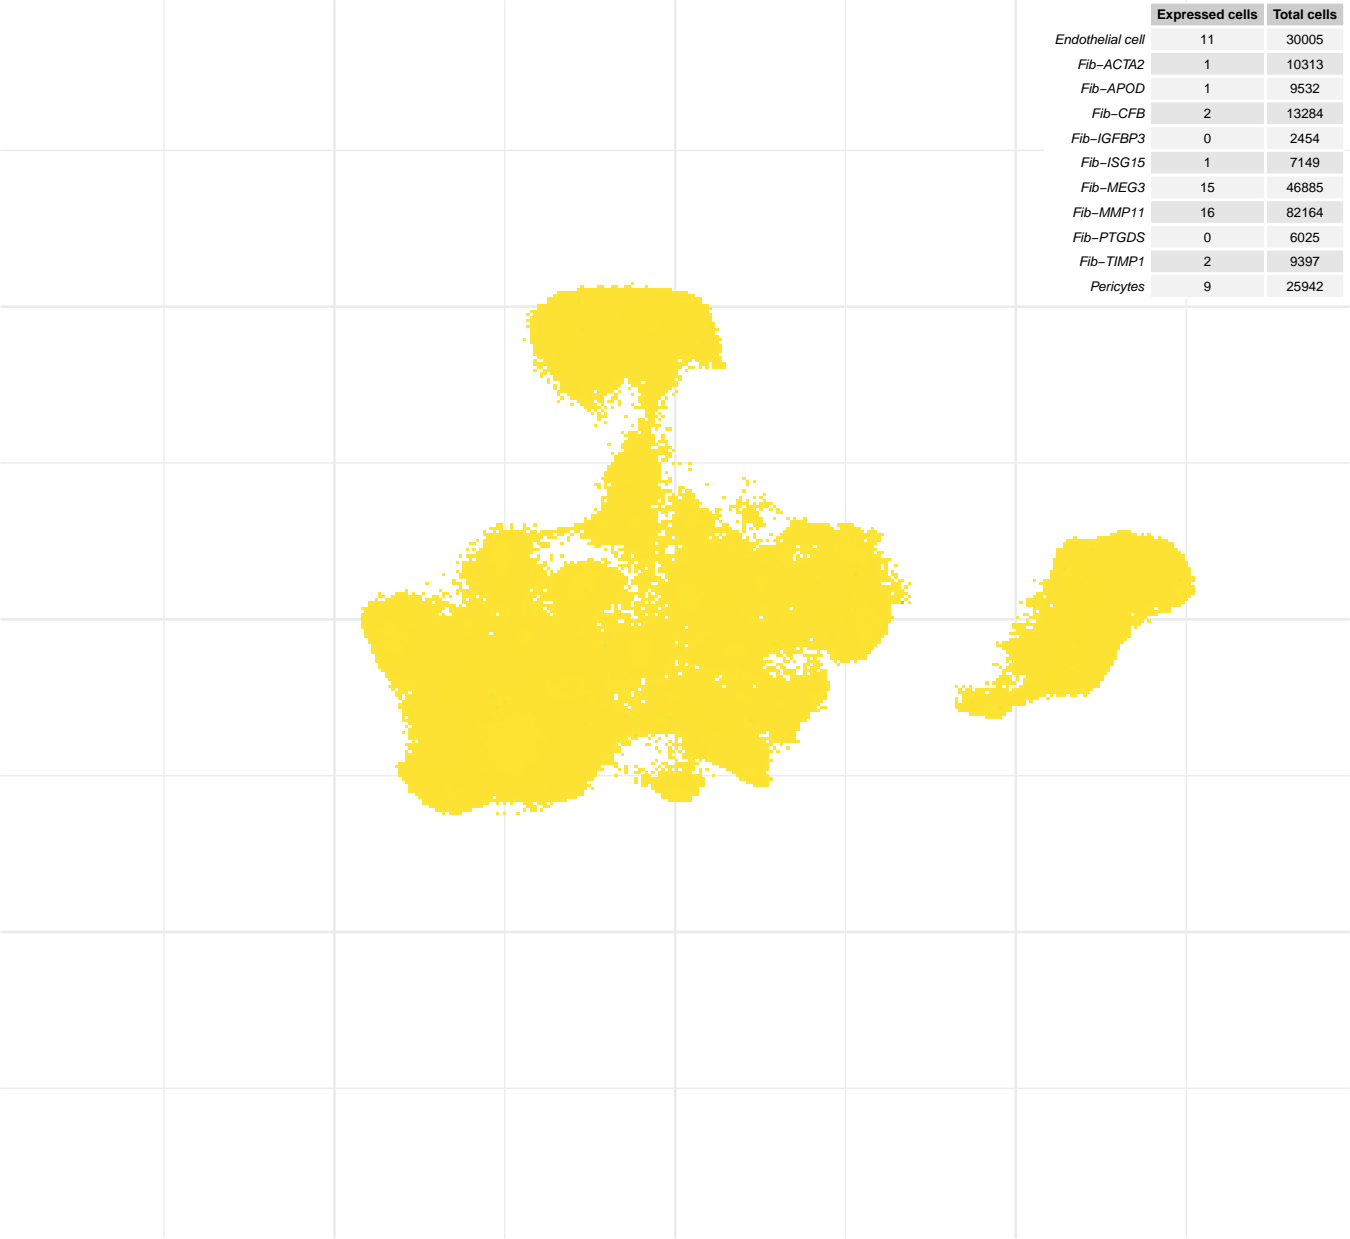 Expressed cells Total cells
Endothelial cell 11 30005
Fib−ACTA2 1 10313
Fib−APOD 1 9532
Fib−CFB 2 13284
Fib−IGFBP3 0 2454
Fib−ISG15 1 7149
Fib−MEG3 15 46885
Fib−MMP11 16 82164
Fib−PTGDS 0 6025
Fib−TIMP1 2 9397
Pericytes 9 25942